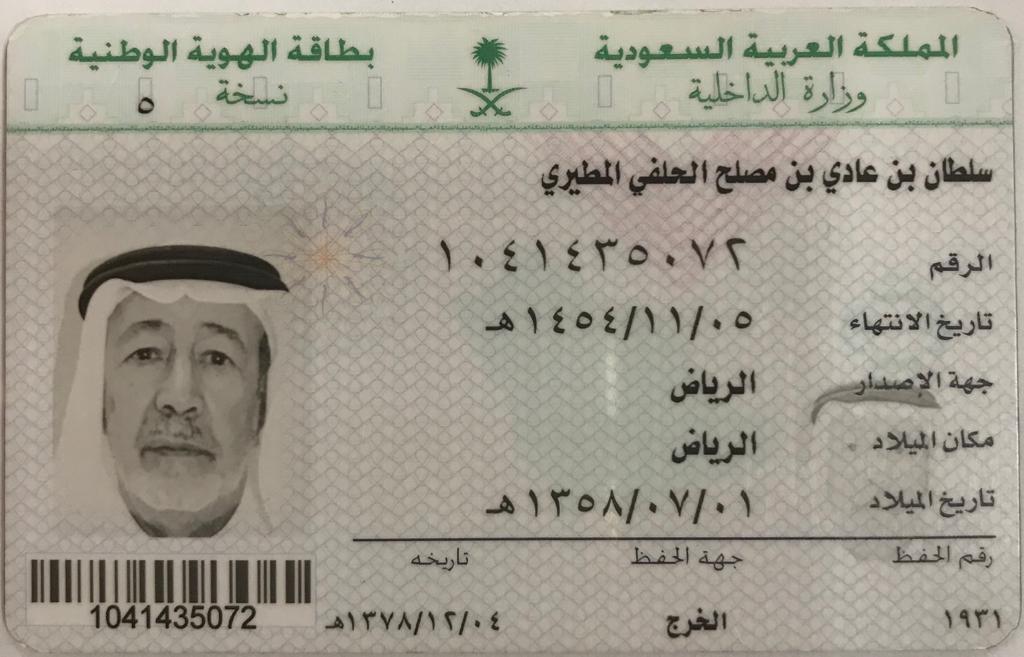 المملكة العربية السعودية
وزارة الداخلية
بطاقة الهوية الوطنية
نسخة ٥
سلطان بن عادي بن مصلح الحلفي المطيري
الرقم ١٠٤١٤٣٥٠٧٢
تاريخ الانتهاء ١٤٥٤/١١/٠٥هـ
جهة الإصدار الرياض
مكان الميلاد الرياض
تاريخ الميلاد ١٣٥٨/٠٧/٠١هـ
رقم الحفظ جهة الحفظ تاريخه
١٩٣١ الخرج ١٣٧٨/١٢/٠٤هـ
1041435072